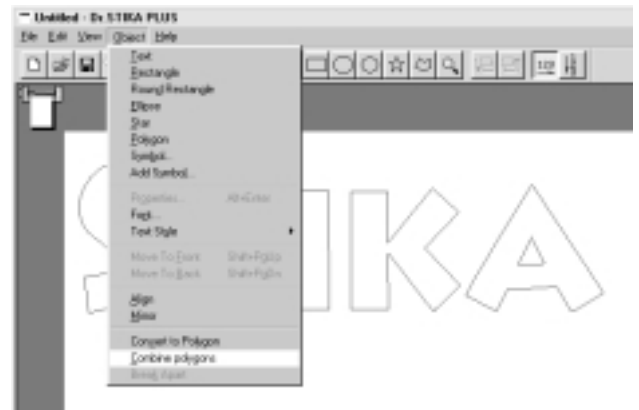 Untitled - Dr STIKA PLUS
File Edit View Object Help
Text
Rectangle
Round Rectangle
Ellipse
Star
Polygon
Symbol...
Add Symbol...
Properties... Alt+Enter
Font...
Text Style
Move To Front Shift+PgUp
Move To Back Shift+PgDn
Align
Mirror
Convert to Polygon
Combine polygons
Break Apart
STIKA